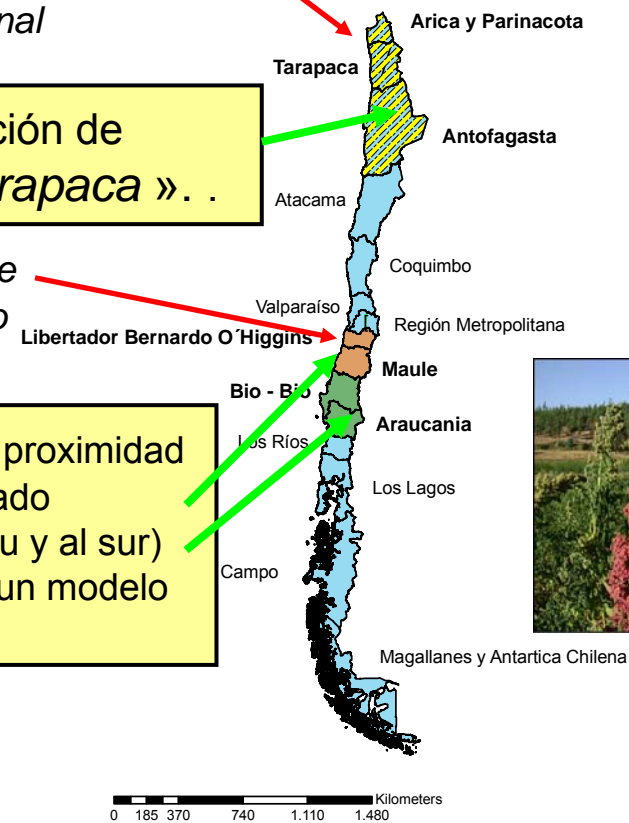 nal
Arica y Parinacota
Tarapaca
ción de
rapaca ». .
Antofagasta
Atacama
Coquimbo
e
o
Valparaíso
Región Metropolitana
Libertador Bernardo O´Higgins
Maule
Bio - Bio
Araucania
Los Ríos
proximidad
ado
u y al sur)
un modelo
Los Lagos
Campo
Magallanes y Antartica Chilena
Kilometers
0 185 370 740 1.110 1.480